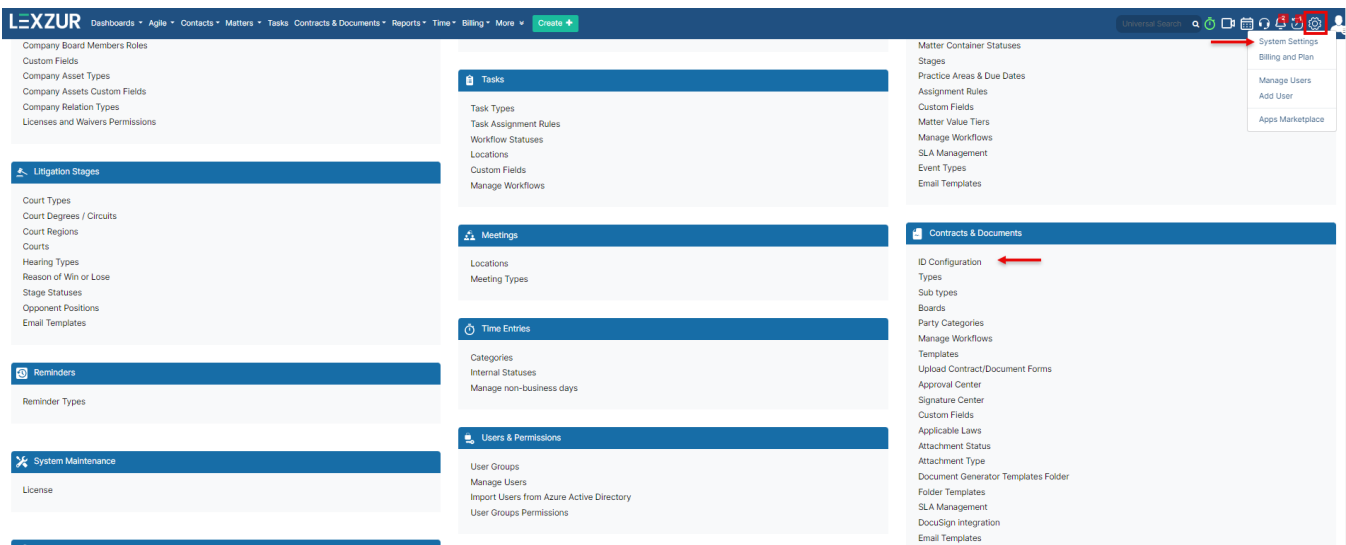 LEXZUR Dashboards Agile Contacts Matters Tasks Contracts & Documents Reports Time Billing More Create + Universal Search
System Settings
Billing and Plan
Manage Users
Add User
Apps Marketplace
Company Board Members Roles
Custom Fields
Company Asset Types
Company Assets Custom Fields
Company Relation Types
Licenses and Waivers Permissions
Litigation Stages
Court Types
Court Degrees / Circuits
Court Regions
Courts
Hearing Types
Reason of Win or Lose
Stage Statuses
Opponent Positions
Email Templates
Reminders
Reminder Types
System Maintenance
License
Tasks
Task Types
Task Assignment Rules
Workflow Statuses
Locations
Custom Fields
Manage Workflows
Meetings
Locations
Meeting Types
Time Entries
Categories
Internal Statuses
Manage non-business days
Users & Permissions
User Groups
Manage Users
Import Users from Azure Active Directory
User Groups Permissions
Matter Container Statuses
Stages
Practice Areas & Due Dates
Assignment Rules
Custom Fields
Matter Value Tiers
Manage Workflows
SLA Management
Event Types
Email Templates
Contracts & Documents
ID Configuration
Types
Sub types
Boards
Party Categories
Manage Workflows
Templates
Upload Contract/Document Forms
Approval Center
Signature Center
Custom Fields
Applicable Laws
Attachment Status
Attachment Type
Document Generator Templates Folder
Folder Templates
SLA Management
DocuSign integration
Email Templates